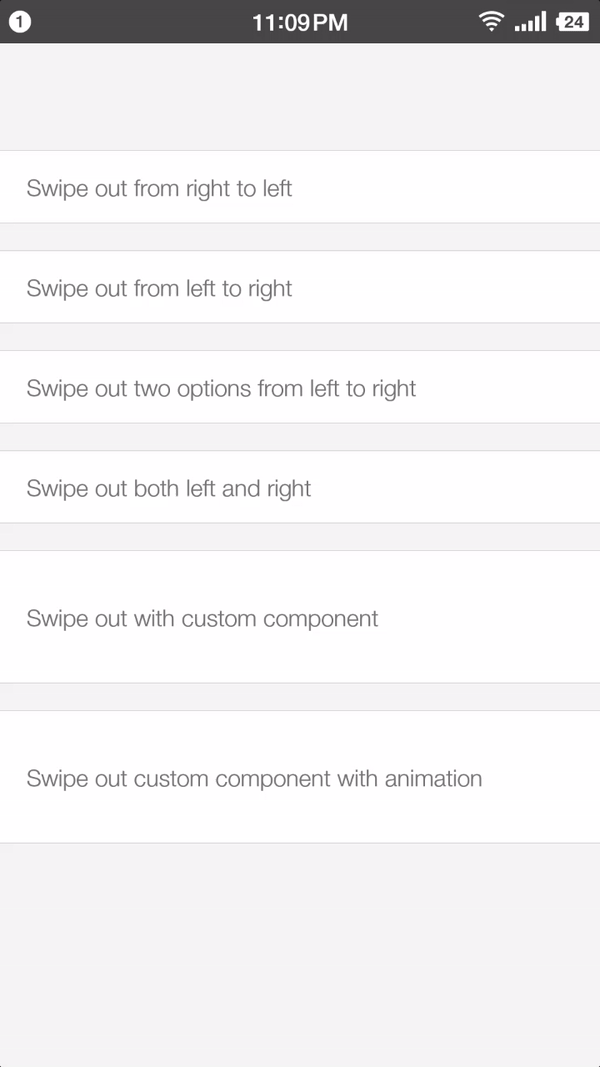 1 11:09 PM 24
Swipe out from right to left
Swipe out from left to right
Swipe out two options from left to right
Swipe out both left and right
Swipe out with custom component
Swipe out custom component with animation